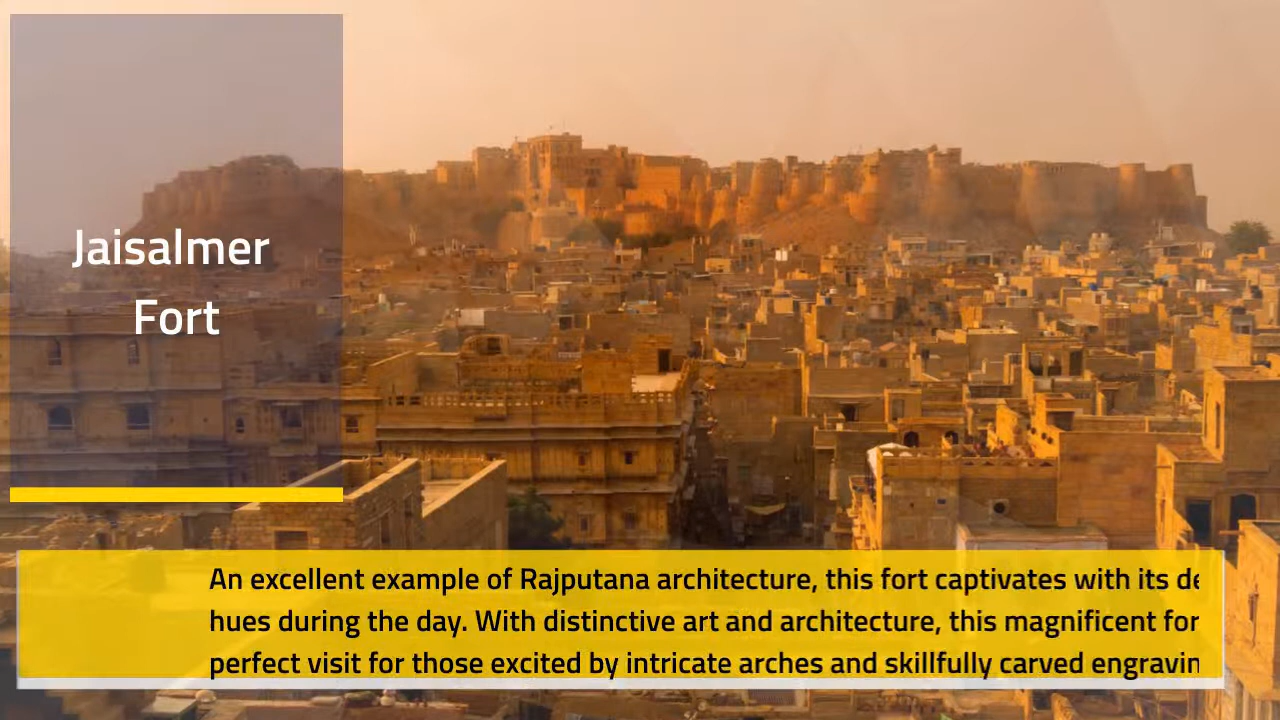 Jaisalmer
Fort
An excellent example of Rajputana architecture, this fort captivates with its
hues during the day. With distinctive art and architecture, this magnificent
perfect visit for those excited by intricate arches and skillfully carved